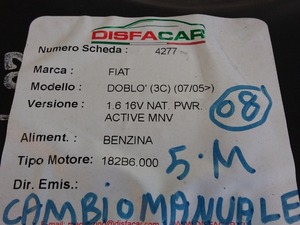 DISFACAR
Numero Scheda : 4277
Marca : FIAT
Modello : DOBLO' (3C) (07/05>)
Versione : 1.6 16V NAT. PWR.
ACTIVE MNV
08
Aliment. : BENZINA
Tipo Motore: 182B6.000
5.M
Dir. Emis.:
CAMBIO MANUALE